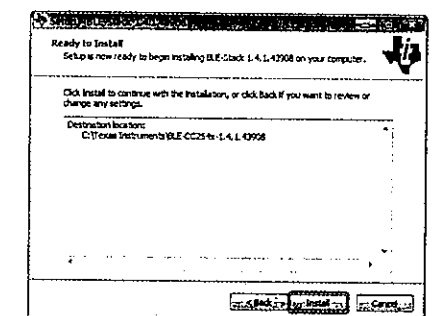 Ready to Install
Setup is now ready to begin installing BLE-Stack 1.4.1.43908 on your computer.
Click Install to continue with the installation, or click Back if you want to review or
change any settings.
Destination location:
C:\Texas Instruments\BLE-CC254x-1.4.1.43908
< Back
Install
Cancel